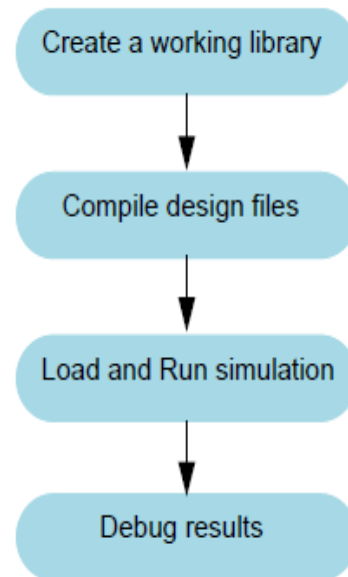 Create a working library
Compile design files
Load and Run simulation
Debug results